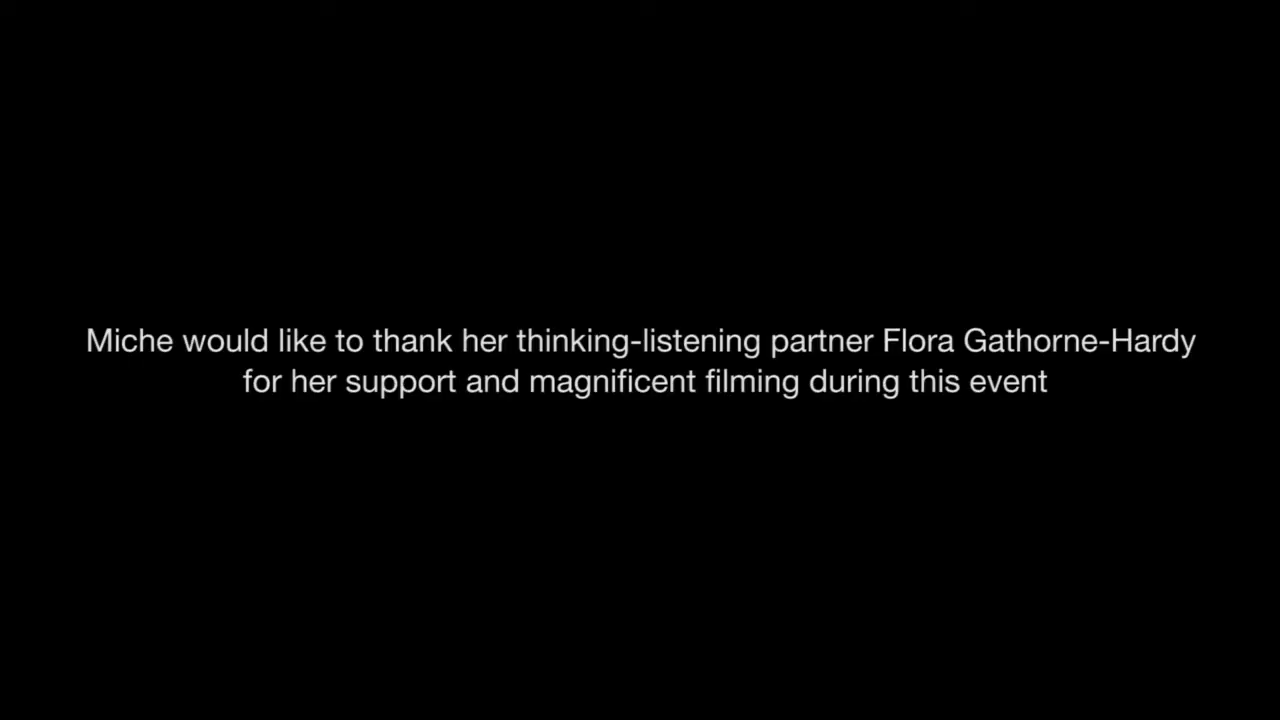 Miche would like to thank her thinking-listening partner Flora Gathorne-Hardy
for her support and magnificent filming during this event